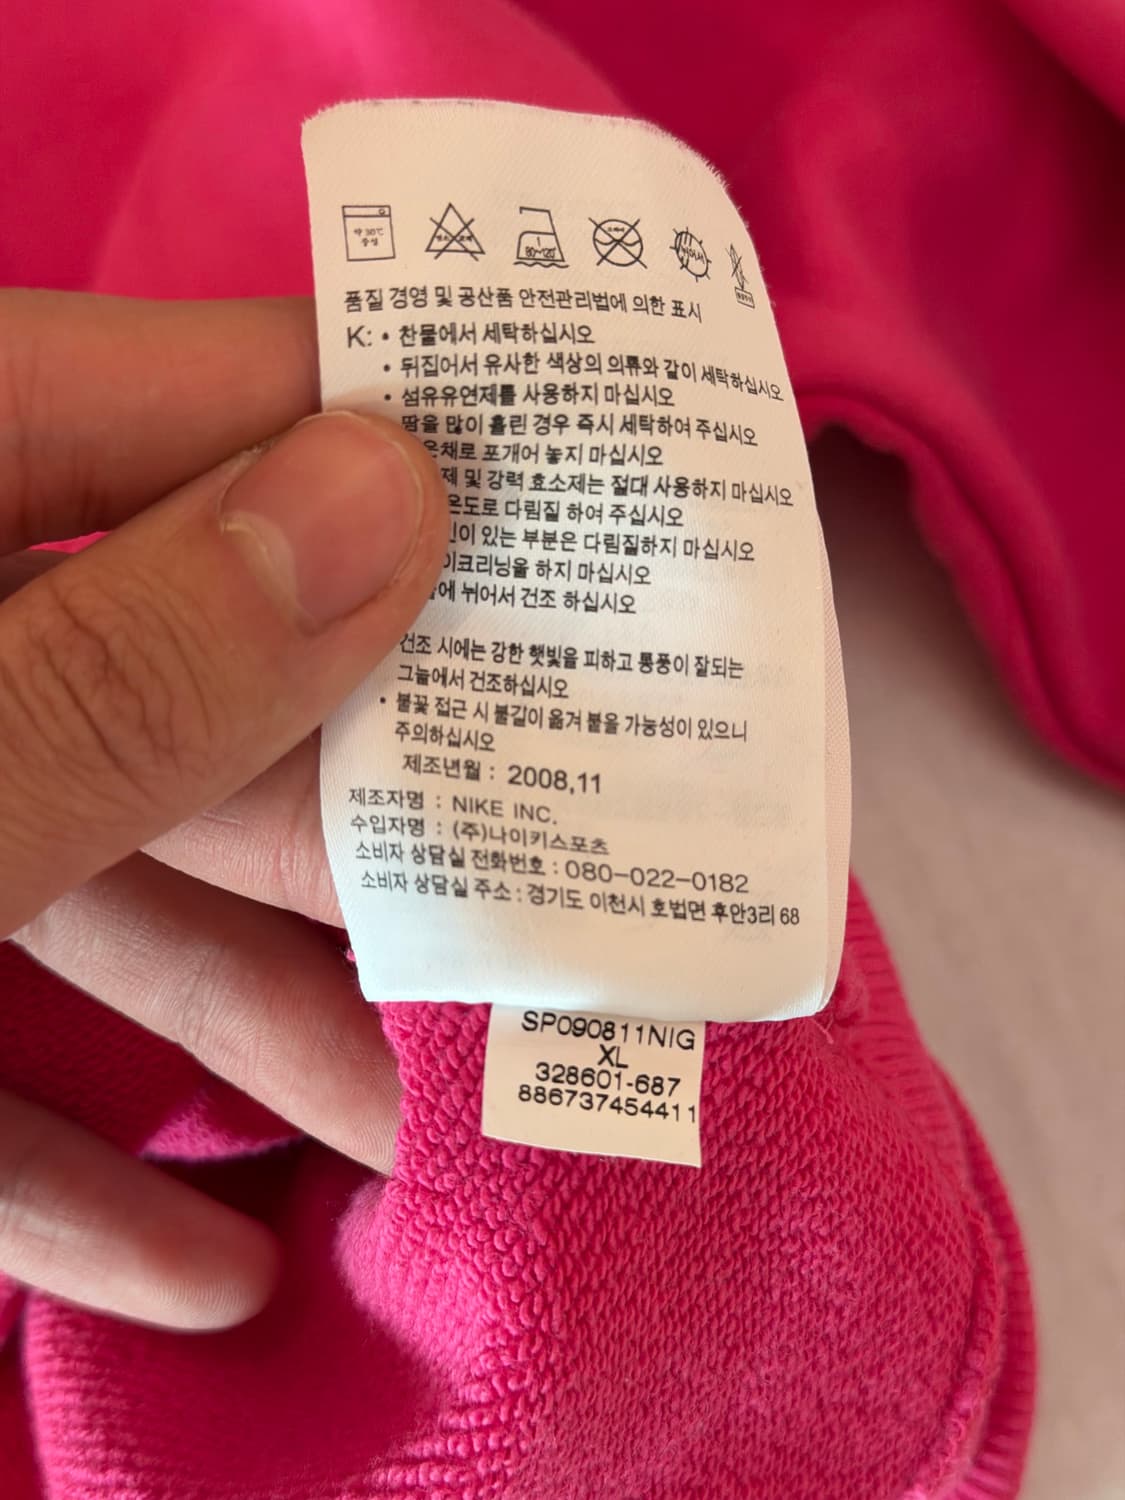 약 30℃
중성
80~120℃
품질 경영 및 공산품 안전관리법에 의한 표시
K: • 찬물에서 세탁하십시오
• 뒤집어서 유사한 색상의 의류와 같이 세탁하십시오
• 섬유유연제를 사용하지 마십시오
땀을 많이 흘린 경우 즉시 세탁하여 주십시오
포개어 놓지 마십시오
및 강력 효소제는 절대 사용하지 마십시오
온도로 다림질 하여 주십시오
있는 부분은 다림질하지 마십시오
하지 마십시오
뉘어서 건조 하십시오
건조 시에는 강한 햇빛을 피하고 통풍이 잘되는
그늘에서 건조하십시오
• 불꽃 접근 시 불길이 옮겨 붙을 가능성이 있으니
주의하십시오
제조년월 : 2008,11
제조자명 : NIKE INC.
수입자명 : (주)나이키스포츠
소비자 상담실 전화번호 : 080-022-0182
소비자 상담실 주소 : 경기도 이천시 호법면 후안3리 68
SP090811NIG
XL
328601-687
886737454411